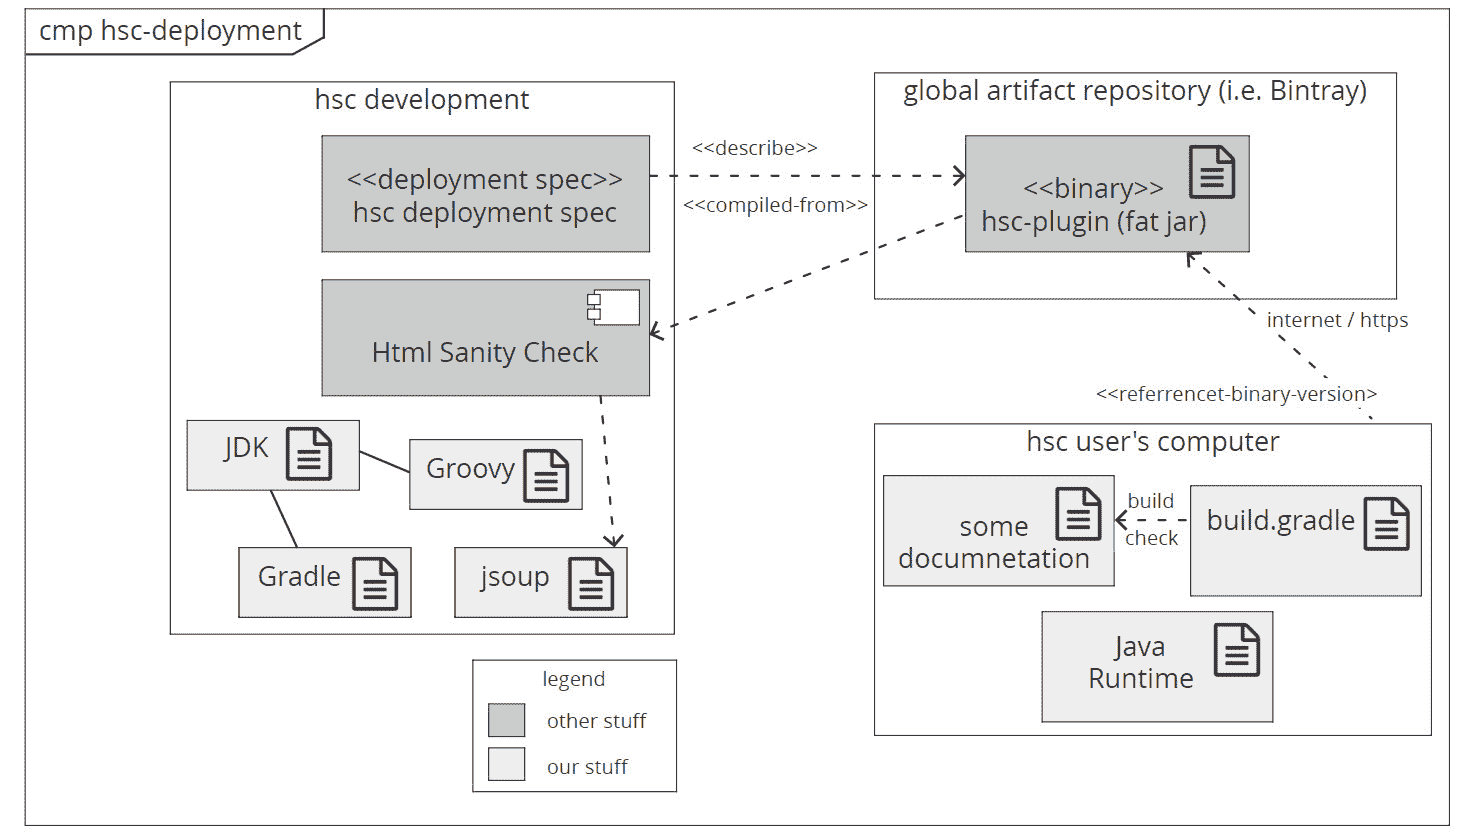 cmp hsc-deployment
hsc development
<<deployment spec>>
hsc deployment spec
<<describe>>
<<compiled-from>>
global artifact repository (i.e. Bintray)
<<binary>>
hsc-plugin (fat jar)
Html Sanity Check
internet / https
<<referrencet-binary-version>
JDK
Groovy
Gradle
jsoup
hsc user's computer
some
documnetation
build
check
build.gradle
Java
Runtime
legend
other stuff
our stuff